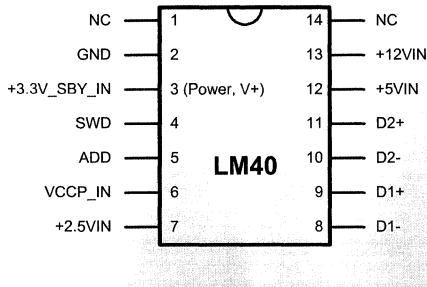 NC 1 14 NC
GND 2 13 +12VIN
+3.3V_SBY_IN 3 (Power, V+) 12 +5VIN
SWD 4 11 D2+
ADD 5 10 D2-
LM40
VCCP_IN 6 9 D1+
+2.5VIN 7 8 D1-